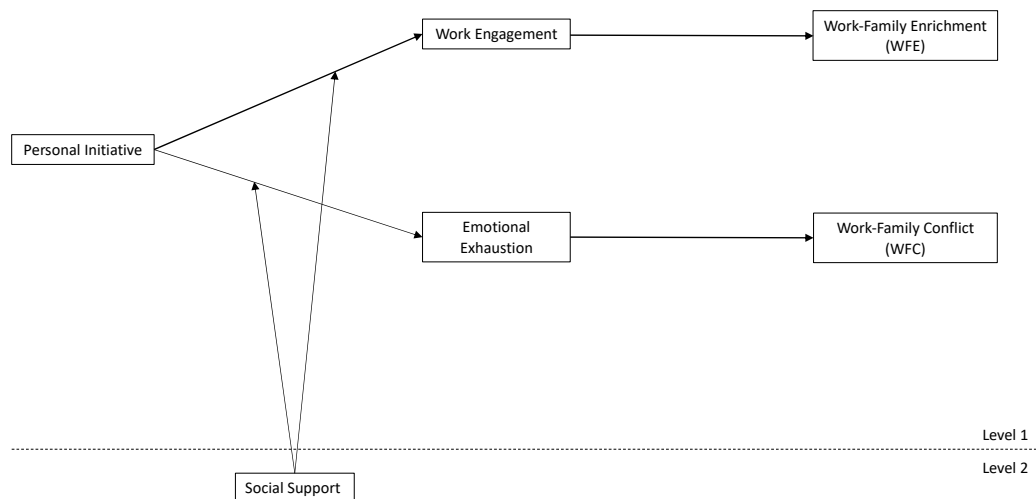 Work Engagement
Work-Family Enrichment
(WFE)
Personal Initiative
Emotional
Exhaustion
Work-Family Conflict
(WFC)
Level 1
Level 2
Social Support